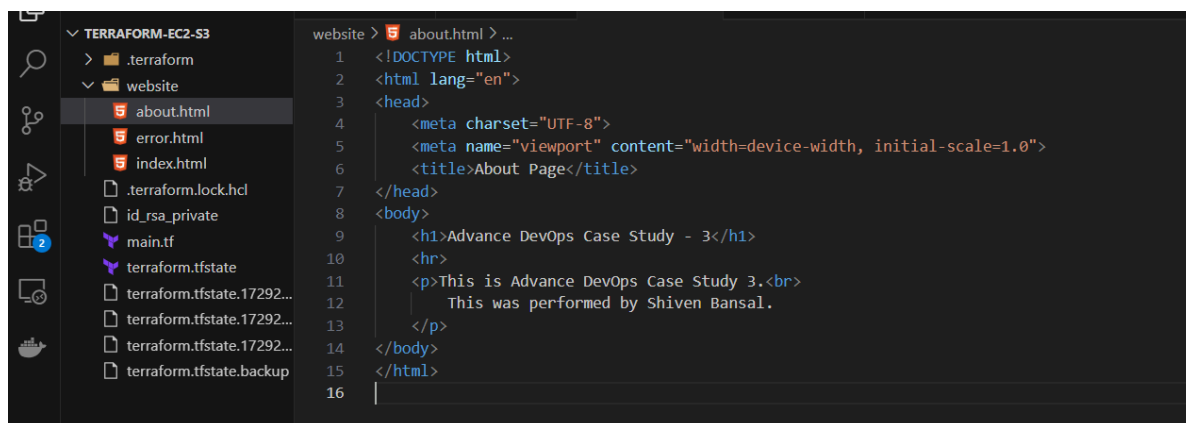 TERRAFORM-EC2-S3
.terraform
website
about.html
error.html
index.html
.terraform.lock.hcl
id_rsa_private
main.tf
terraform.tfstate
terraform.tfstate.17292...
terraform.tfstate.17292...
terraform.tfstate.17292...
terraform.tfstate.backup
2
website > about.html > ...
1 <!DOCTYPE html>
2 <html lang="en">
3 <head>
4 <meta charset="UTF-8">
5 <meta name="viewport" content="width=device-width, initial-scale=1.0">
6 <title>About Page</title>
7 </head>
8 <body>
9 <h1>Advance DevOps Case Study - 3</h1>
10 <hr>
11 <p>This is Advance DevOps Case Study 3.<br>
12 This was performed by Shiven Bansal.
13 </p>
14 </body>
15 </html>
16